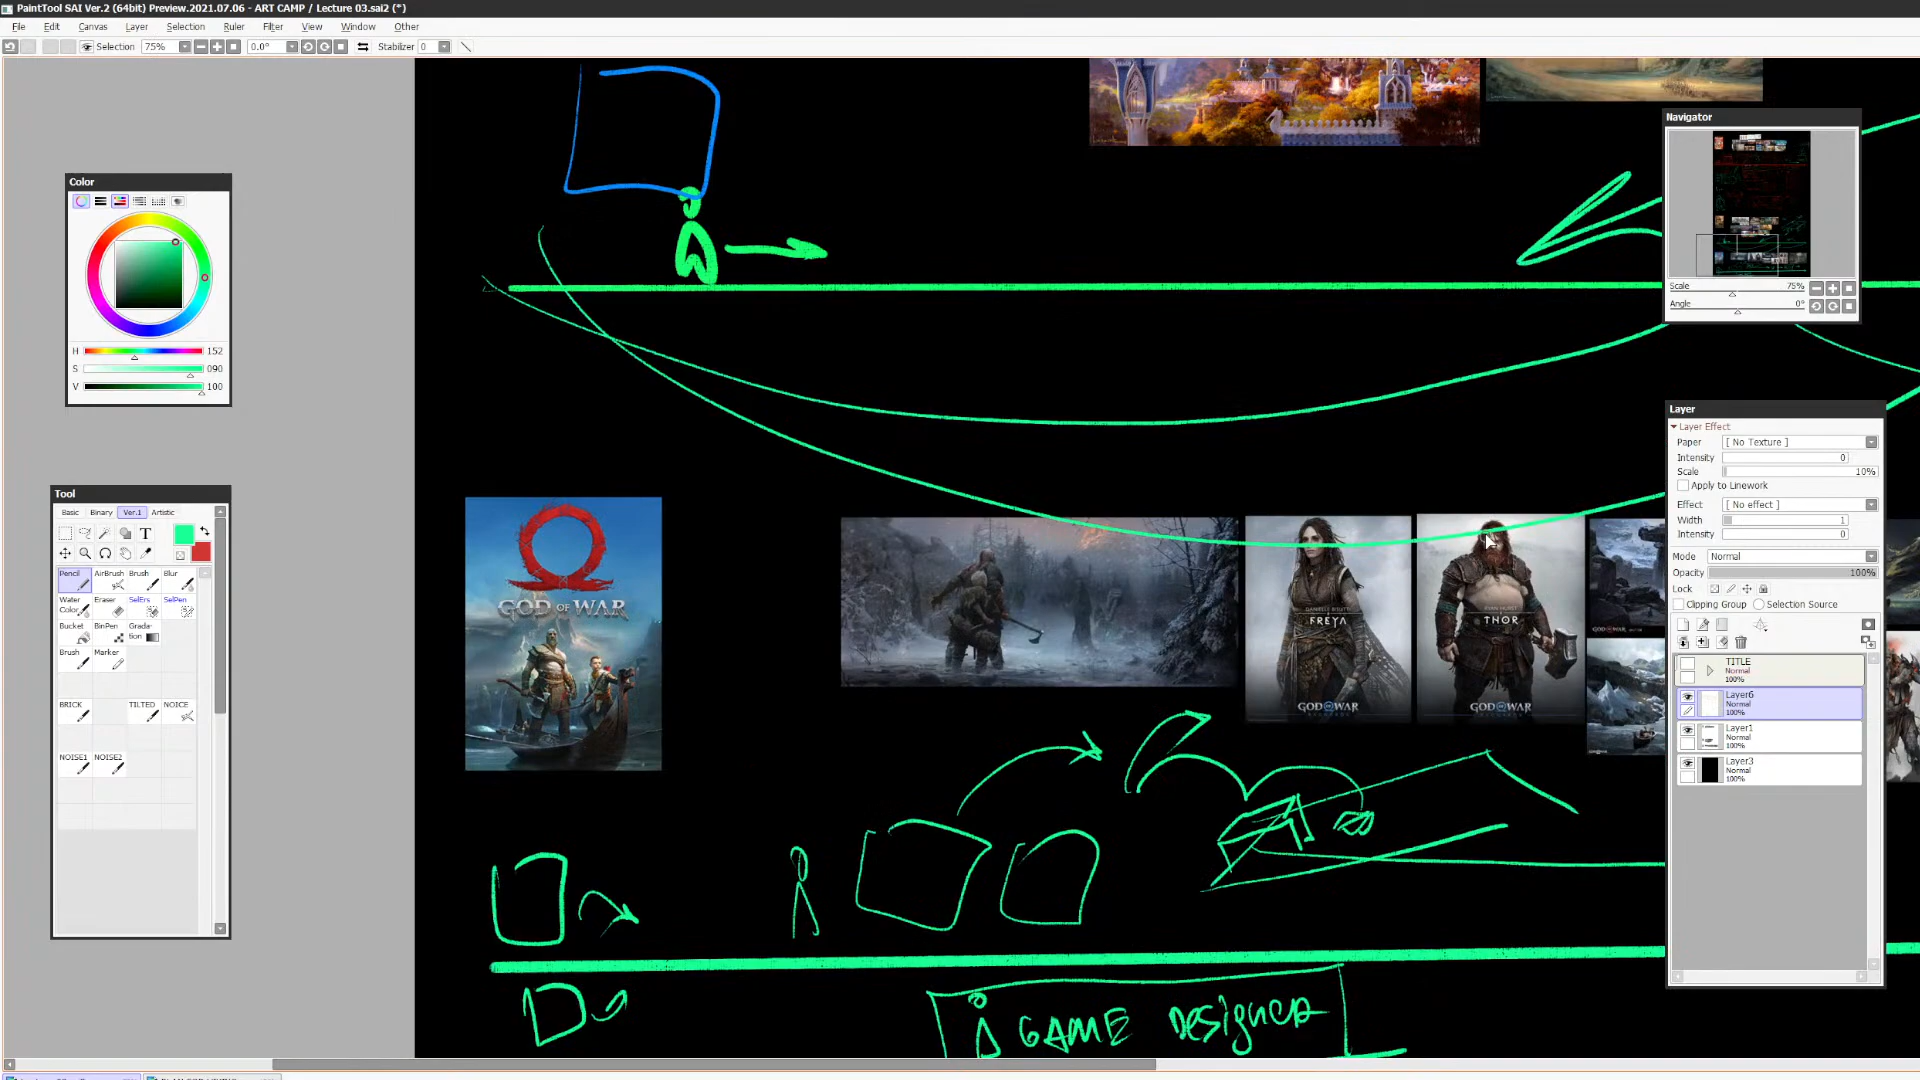 PaintTool SAI Ver.2 (64bit) Preview.2021.07.06 - ART CAMP / Lecture 03.sai2 (*)
File Edit Canvas Layer Selection Ruler Filter View Window Other
Selection 75% 0.0° Stabilizer 0
Color
H 152
S 090
V 100
Tool
Basic Binary Ver.1 Artistic
T
Pencil AirBrush Brush Blur
Water Color Eraser SelErs SelPen
Bucket BinPen Gradation
Brush Marker
BRICK TILTED NOICE
NOISE1 NOISE2
Navigator
Scale 75%
Angle 0°
Layer
Layer Effect
Paper [ No Texture ]
Intensity 0
Scale 10%
Apply to Linework
Effect [ No effect ]
Width 1
Intensity 0
Mode Normal
Opacity 100%
Lock
Clipping Group Selection Source
TITLE
Normal
100%
Layer6
Normal
100%
Layer1
Normal
100%
Layer3
Normal
100%
GOD OF WAR
FREYA
GOD OF WAR
THOR
GOD OF WAR
GAME Designer